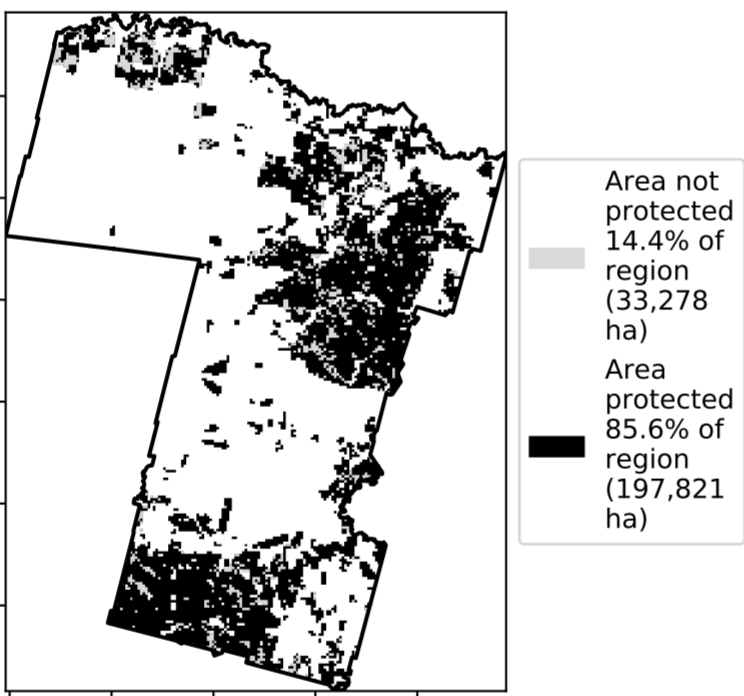 Area not
protected
14.4% of
region
(33,278
ha)
Area
protected
85.6% of
region
(197,821
ha)